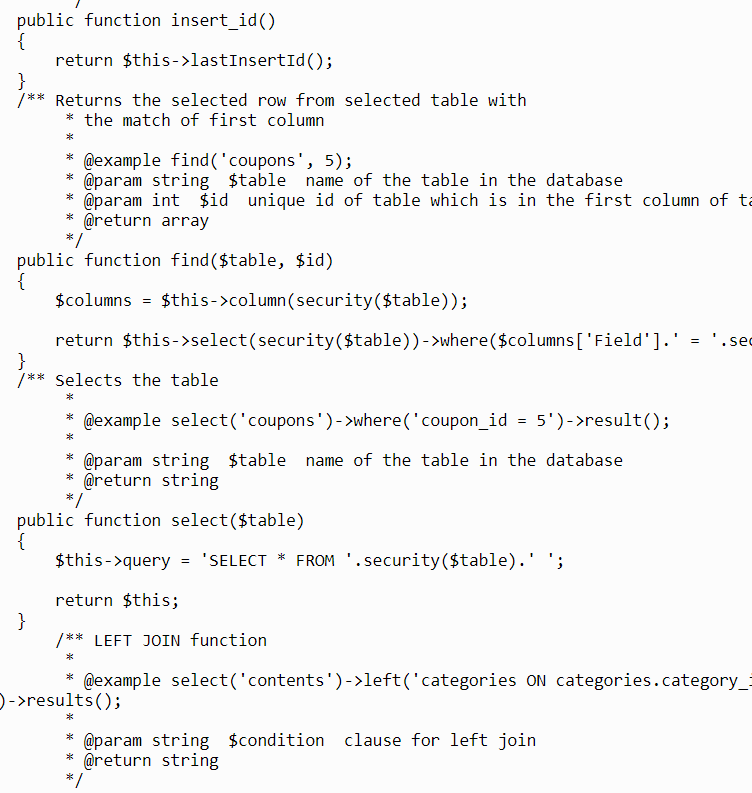 */
public function insert_id()
{
return $this->lastInsertId();
}
/** Returns the selected row from selected table with
* the match of first column
*
* @example find('coupons', 5);
* @param string $table name of the table in the database
* @param int $id unique id of table which is in the first column of ta
* @return array
*/
public function find($table, $id)
{
$columns = $this->column(security($table));
return $this->select(security($table))->where($columns['Field'].' = '.sec
}
/** Selects the table
*
* @example select('coupons')->where('coupon_id = 5')->result();
*
* @param string $table name of the table in the database
* @return string
*/
public function select($table)
{
$this->query = 'SELECT * FROM '.security($table).' ';
return $this;
}
/** LEFT JOIN function
*
* @example select('contents')->left('categories ON categories.category_i
)->results();
*
* @param string $condition clause for left join
* @return string
*/